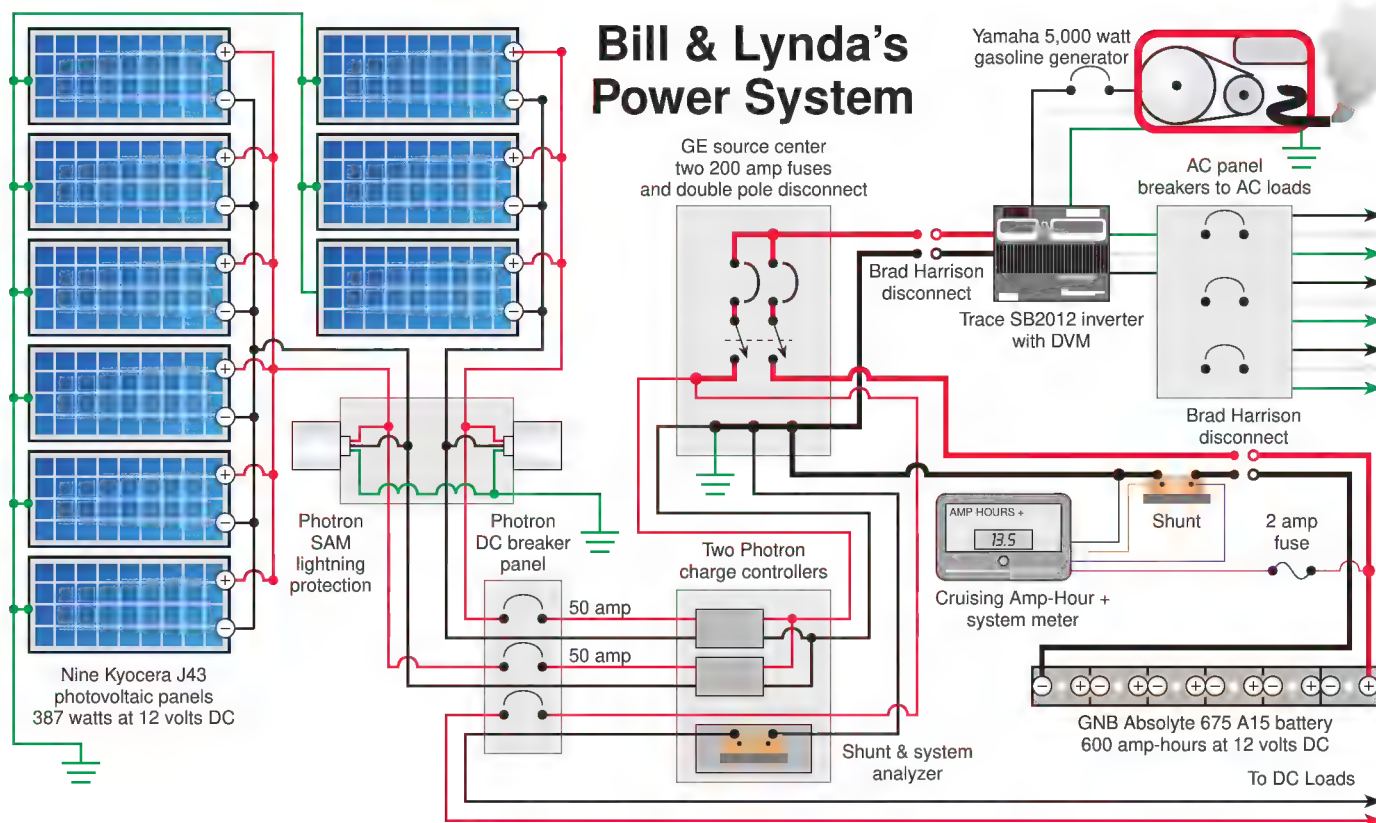 Bill & Lynda's
Power System
Yamaha 5,000 watt
gasoline generator
GE source center
two 200 amp fuses
and double pole disconnect
AC panel
breakers to AC loads
Brad Harrison
disconnect
Trace SB2012 inverter
with DVM
Brad Harrison
disconnect
Photron
SAM
lightning
protection
Photron
DC breaker
panel
Two Photron
charge controllers
AMP HOURS +
13.5
Shunt
2 amp
fuse
Cruising Amp-Hour +
system meter
50 amp
50 amp
Nine Kyocera J43
photovoltaic panels
387 watts at 12 volts DC
Shunt & system
analyzer
GNB Absolyte 675 A15 battery
600 amp-hours at 12 volts DC
To DC Loads